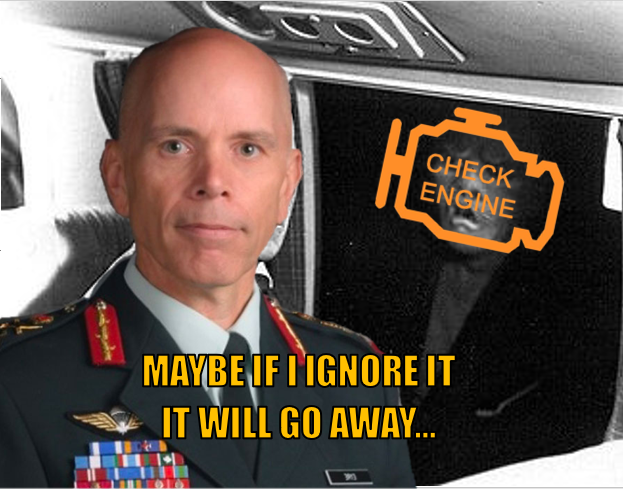 CHECK
ENGINE
MAYBE IF I IGNORE IT
IT WILL GO AWAY...